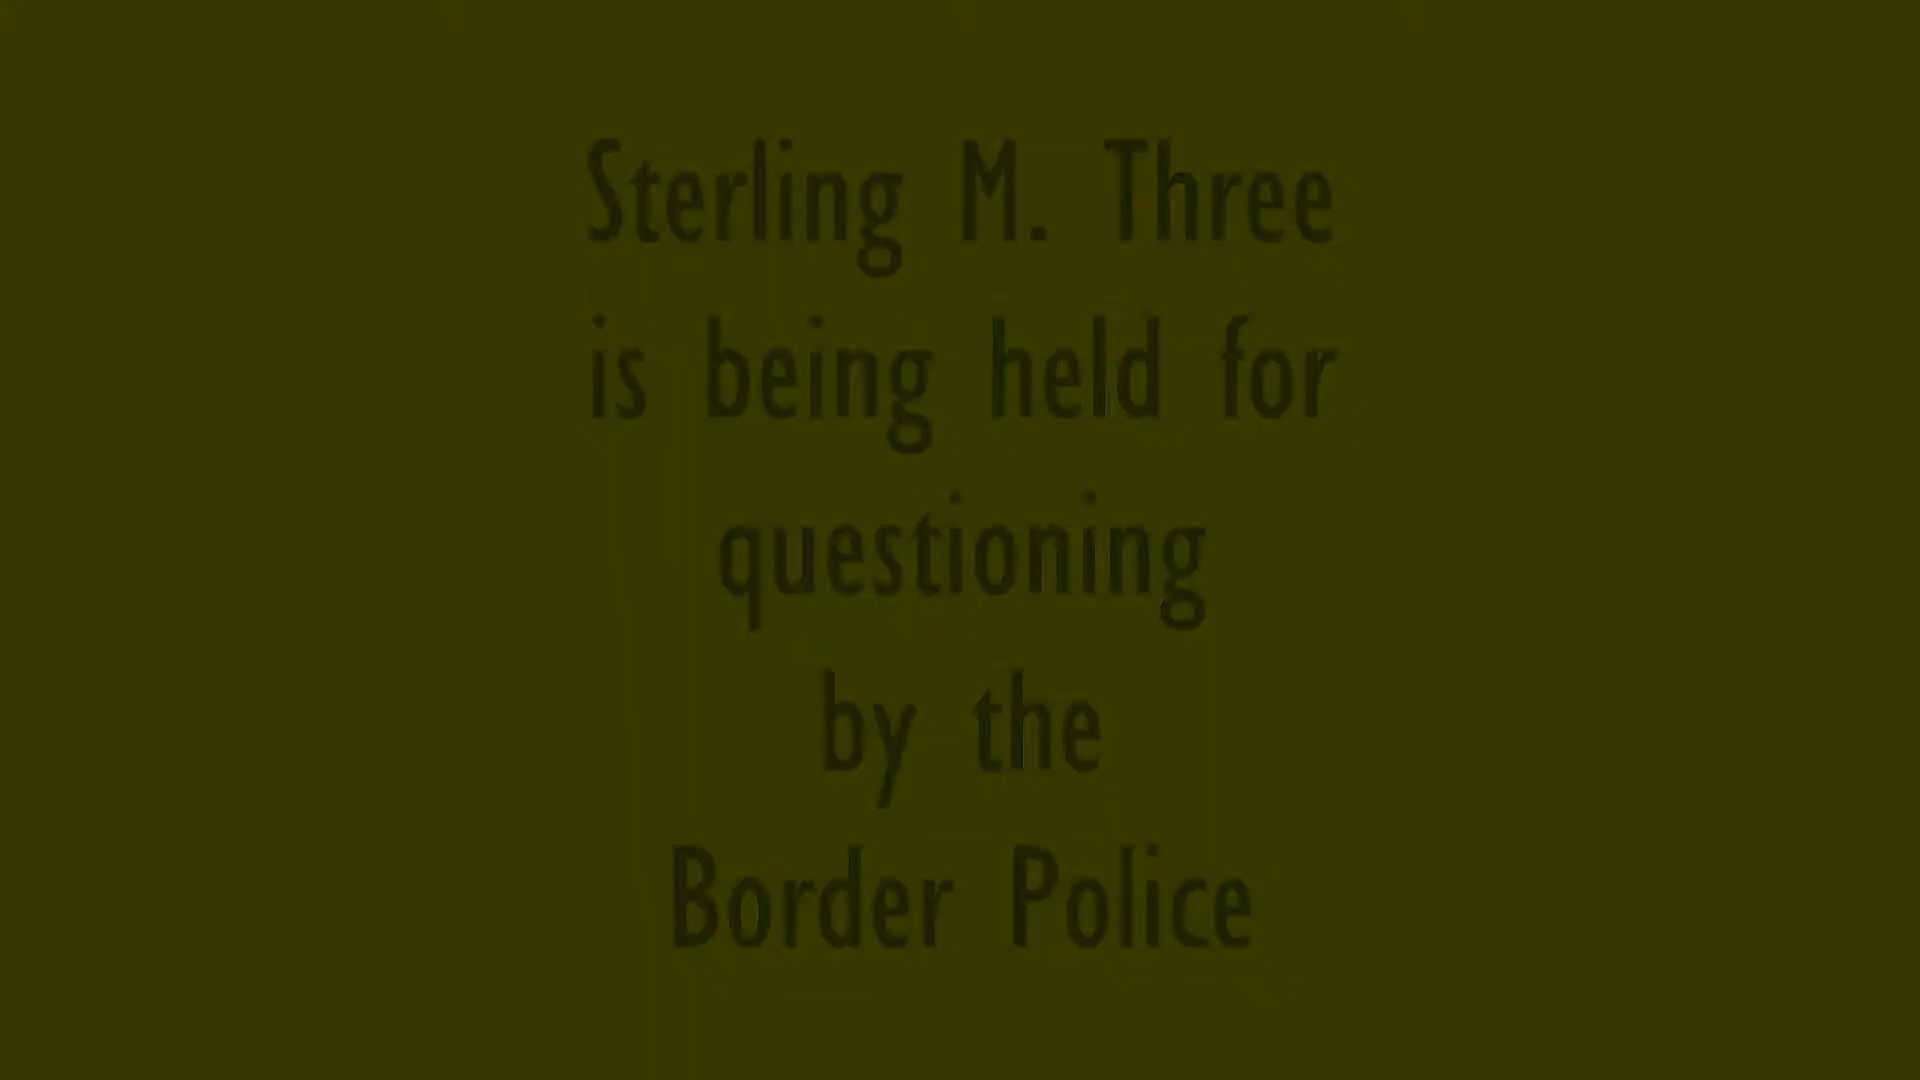 Sterling M. Three
is being held for
questioning
by the
Border Police